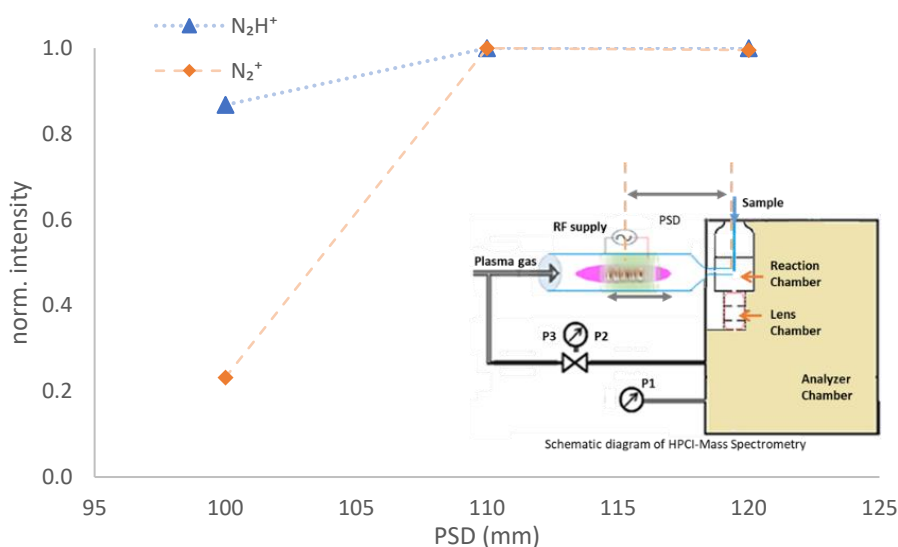 N₂H⁺
N₂⁺
1.0
0.8
0.6
0.4
0.2
0.0
norm. intensity
95
100
105
110
115
120
125
PSD (mm)
PSD
Sample
RF supply
Plasma gas
Reaction
Chamber
Lens
Chamber
P3
P2
P1
Analyzer
Chamber
Schematic diagram of HPCI-Mass Spectrometry